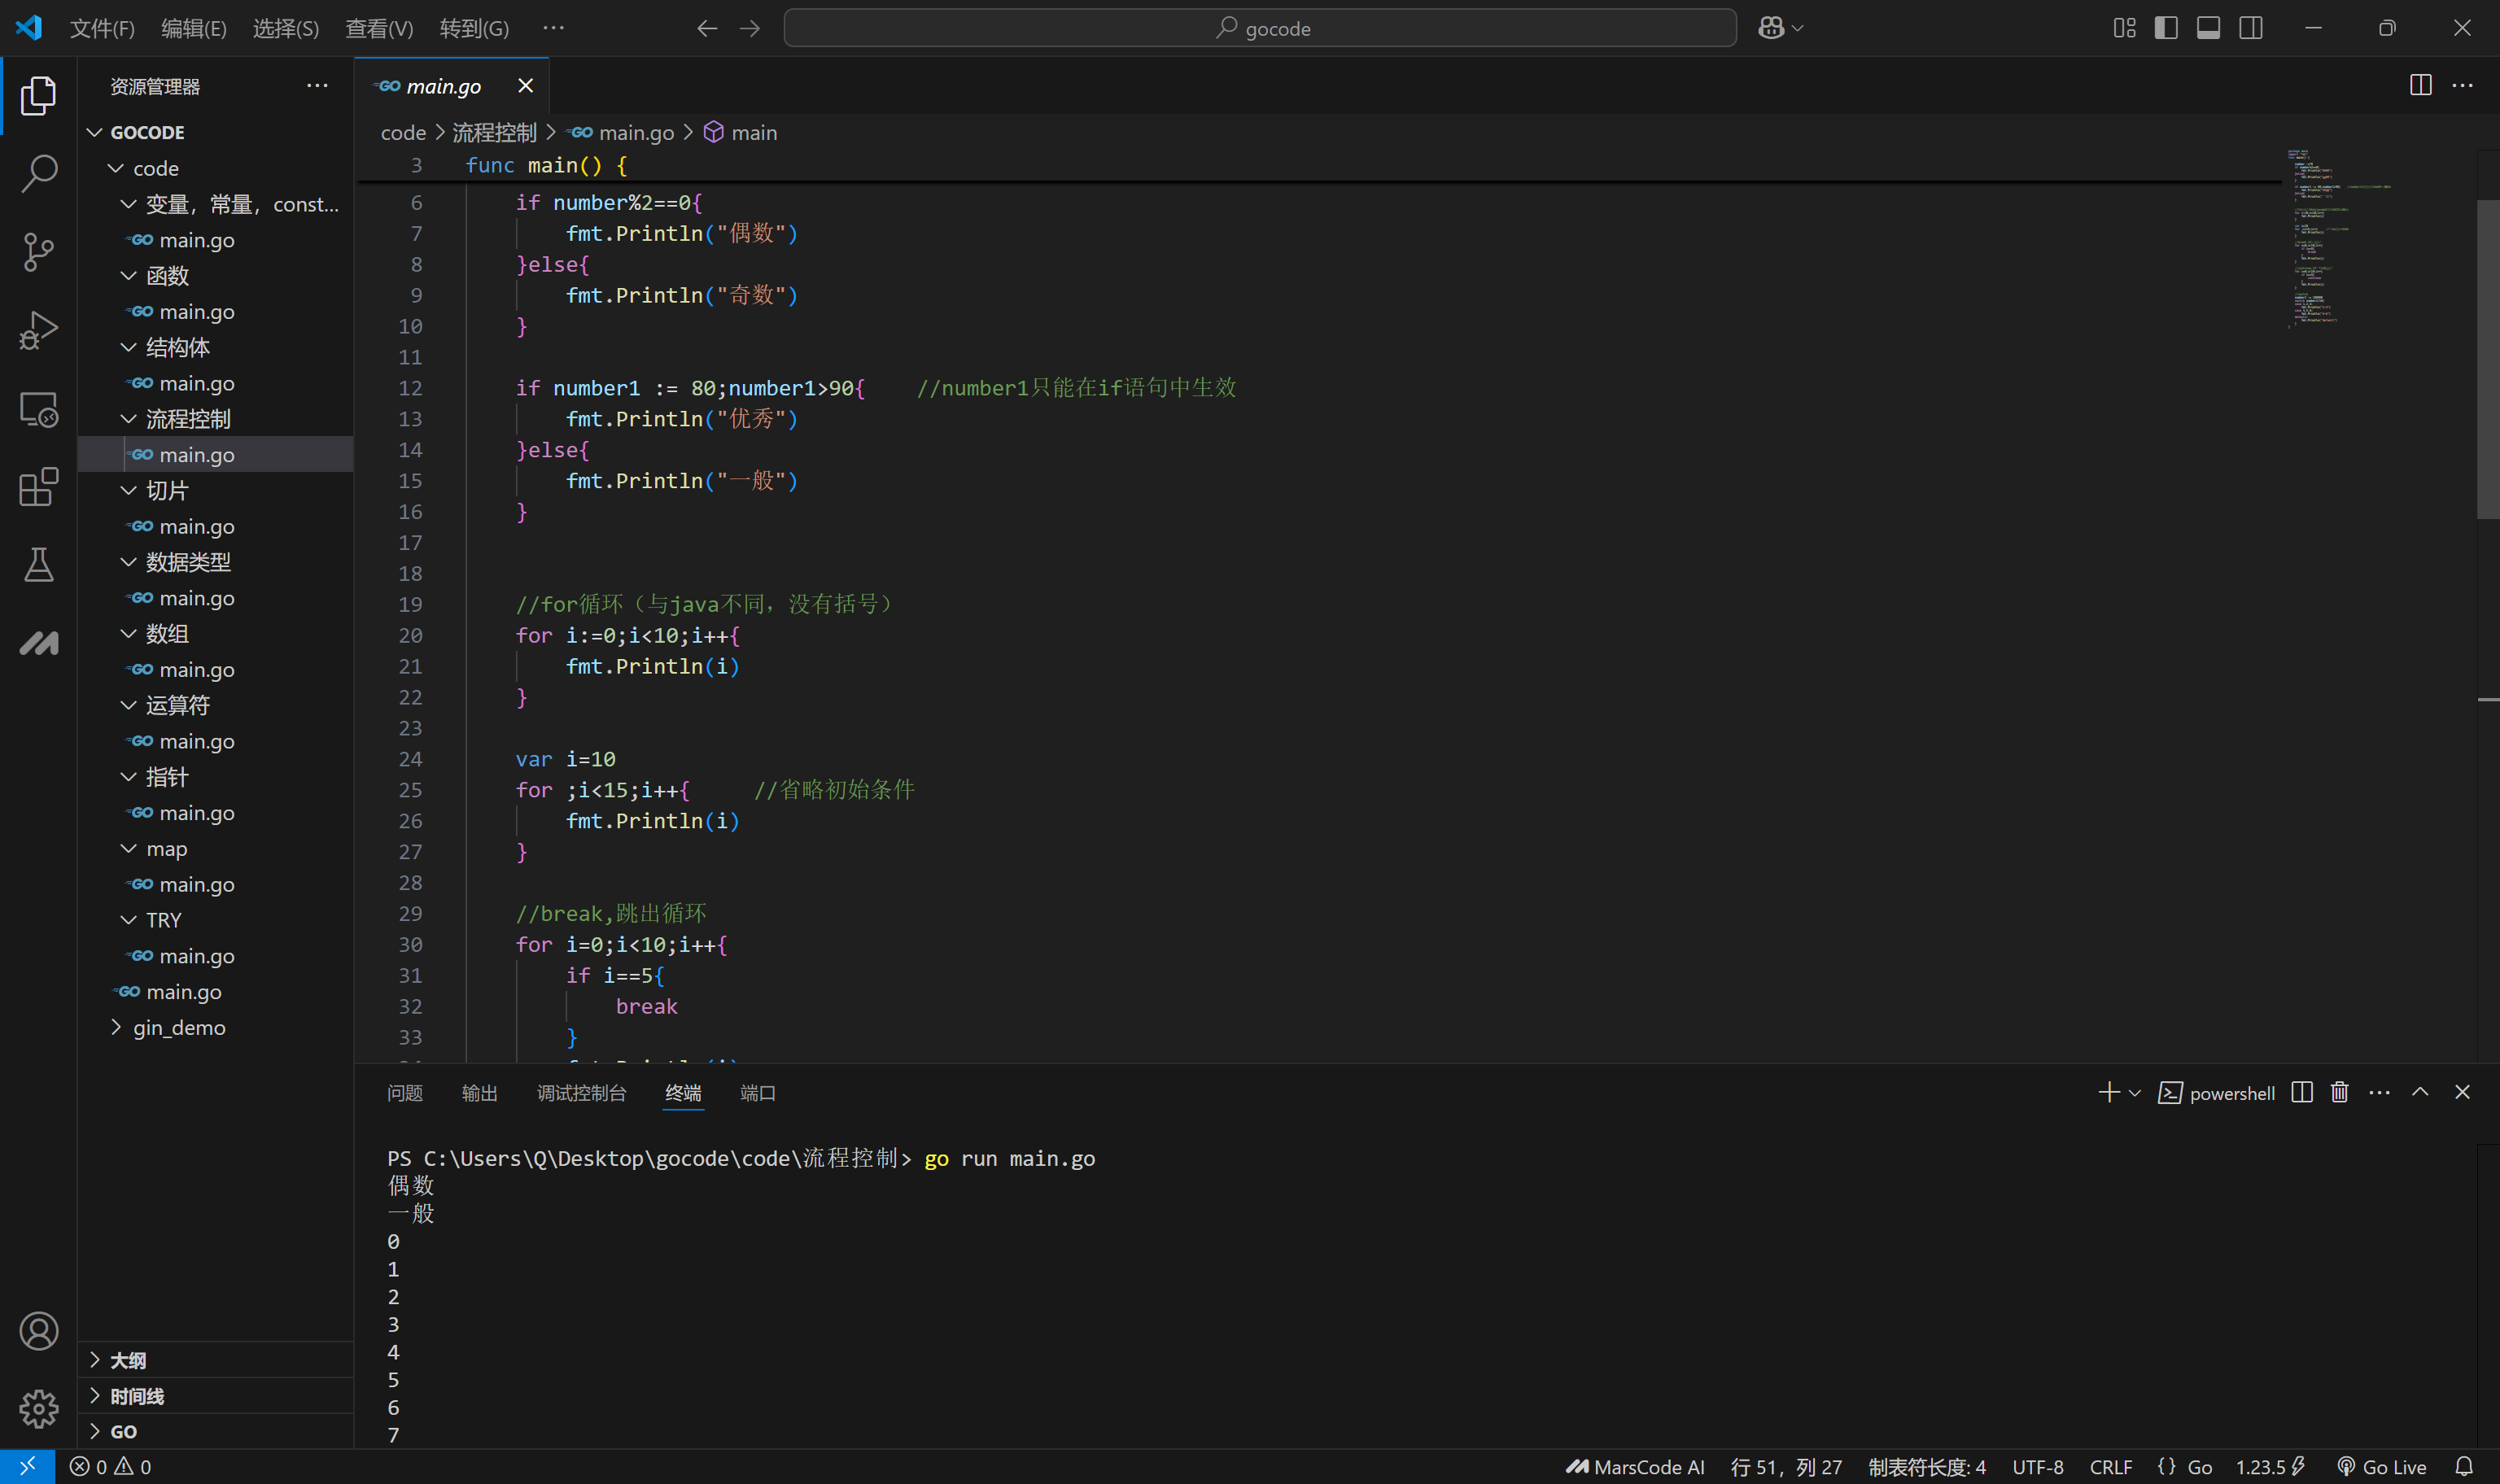 文件(F) 编辑(E) 选择(S) 查看(V) 转到(G) ··· gocode
资源管理器 ···
GOCODE
code
变量，常量，const...
main.go
函数
main.go
结构体
main.go
流程控制
main.go
切片
main.go
数据类型
main.go
数组
main.go
运算符
main.go
指针
main.go
map
main.go
TRY
main.go
main.go
gin_demo
大纲
时间线
GO
main.go
code > 流程控制 > main.go > main
3 func main() {
6 if number%2==0{
7 fmt.Println("偶数")
8 }else{
9 fmt.Println("奇数")
10 }
11
12 if number1 := 80;number1>90{ //number1只能在if语句中生效
13 fmt.Println("优秀")
14 }else{
15 fmt.Println("一般")
16 }
17
18
19 //for循环（与java不同，没有括号）
20 for i:=0;i<10;i++{
21 fmt.Println(i)
22 }
23
24 var i=10
25 for ;i<15;i++{ //省略初始条件
26 fmt.Println(i)
27 }
28
29 //break,跳出循环
30 for i=0;i<10;i++{
31 if i==5{
32 break
33 }
问题 输出 调试控制台 终端 端口 powershell
PS C:\Users\Q\Desktop\gocode\code\流程控制> go run main.go
偶数
一般
0
1
2
3
4
5
6
7
0 0 MarsCode AI 行 51，列 27 制表符长度: 4 UTF-8 CRLF {} Go 1.23.5 Go Live